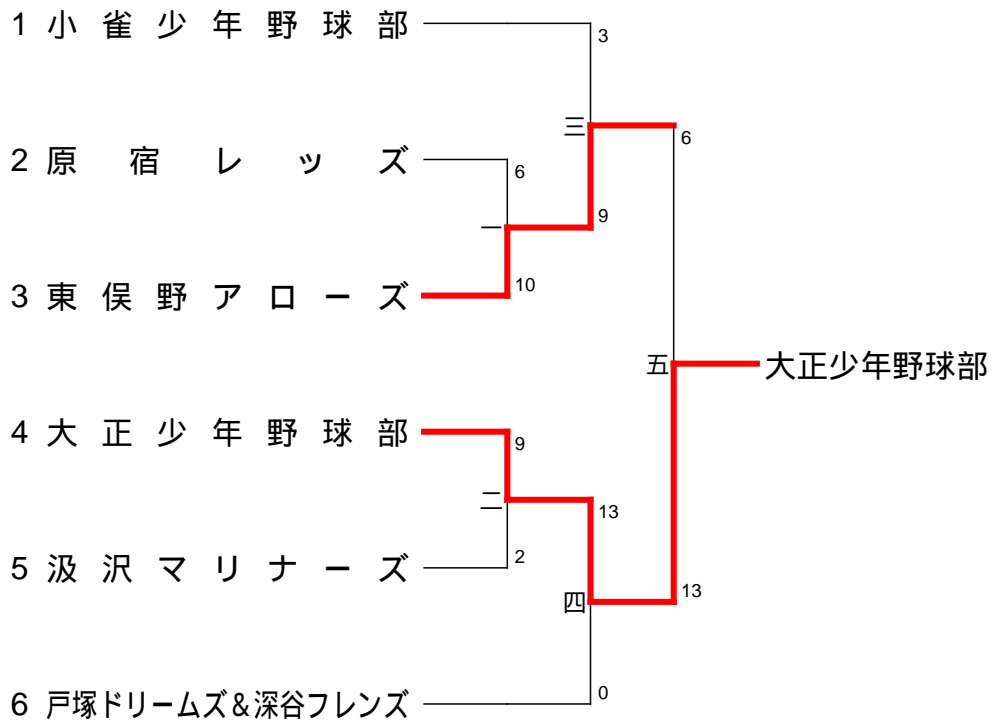 1 小雀少年野球部
3
三
6
2 原宿レッズ
6
一
9
3 東俣野アローズ
10
五
大正少年野球部
4 大正少年野球部
9
二
13
5 汲沢マリナーズ
2
四
13
6 戸塚ドリームズ&深谷フレンズ
0